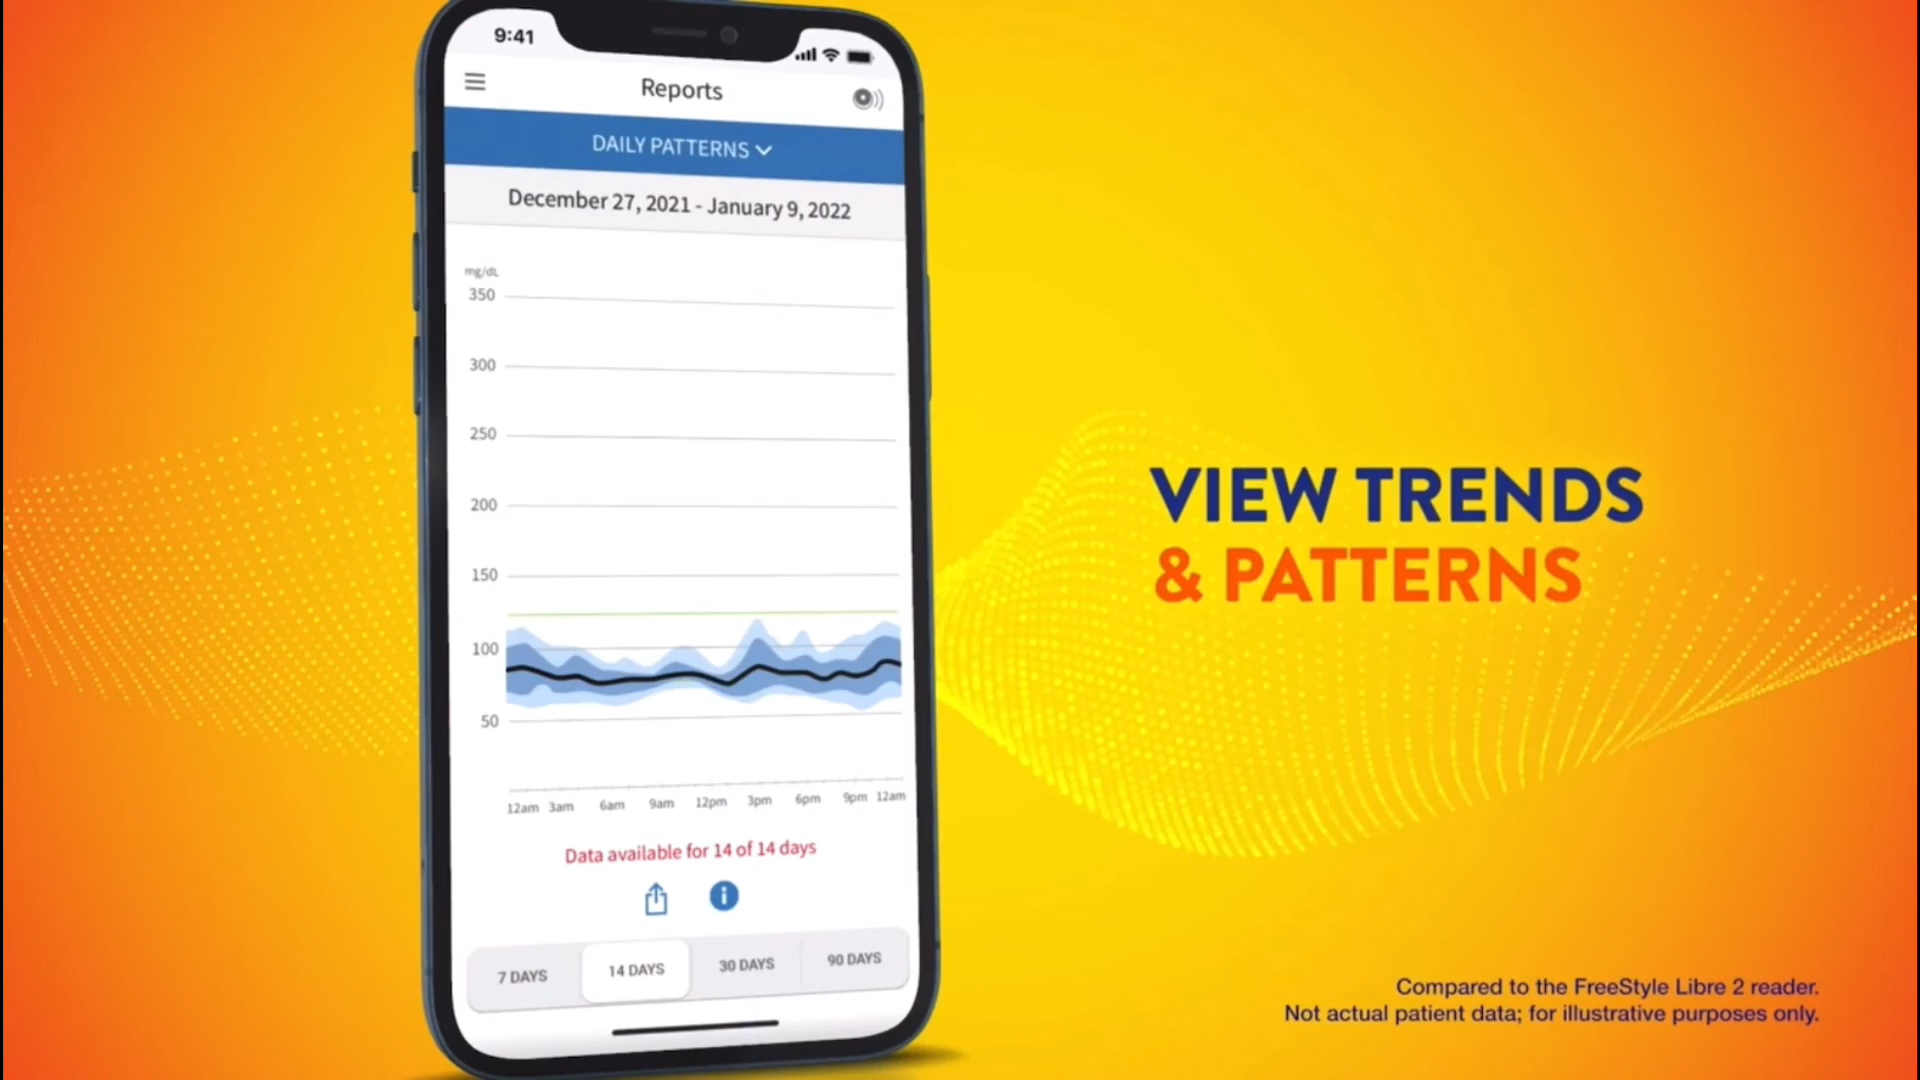 9:41
Reports
DAILY PATTERNS
December 27, 2021 - January 9, 2022
mg/dL
350
300
250
200
150
100
50
12am 3am 6am 9am 12pm 3pm 6pm 9pm 12am
Data available for 14 of 14 days
7 DAYS 14 DAYS 30 DAYS 90 DAYS
VIEW TRENDS
& PATTERNS
Compared to the FreeStyle Libre 2 reader.
Not actual patient data; for illustrative purposes only.